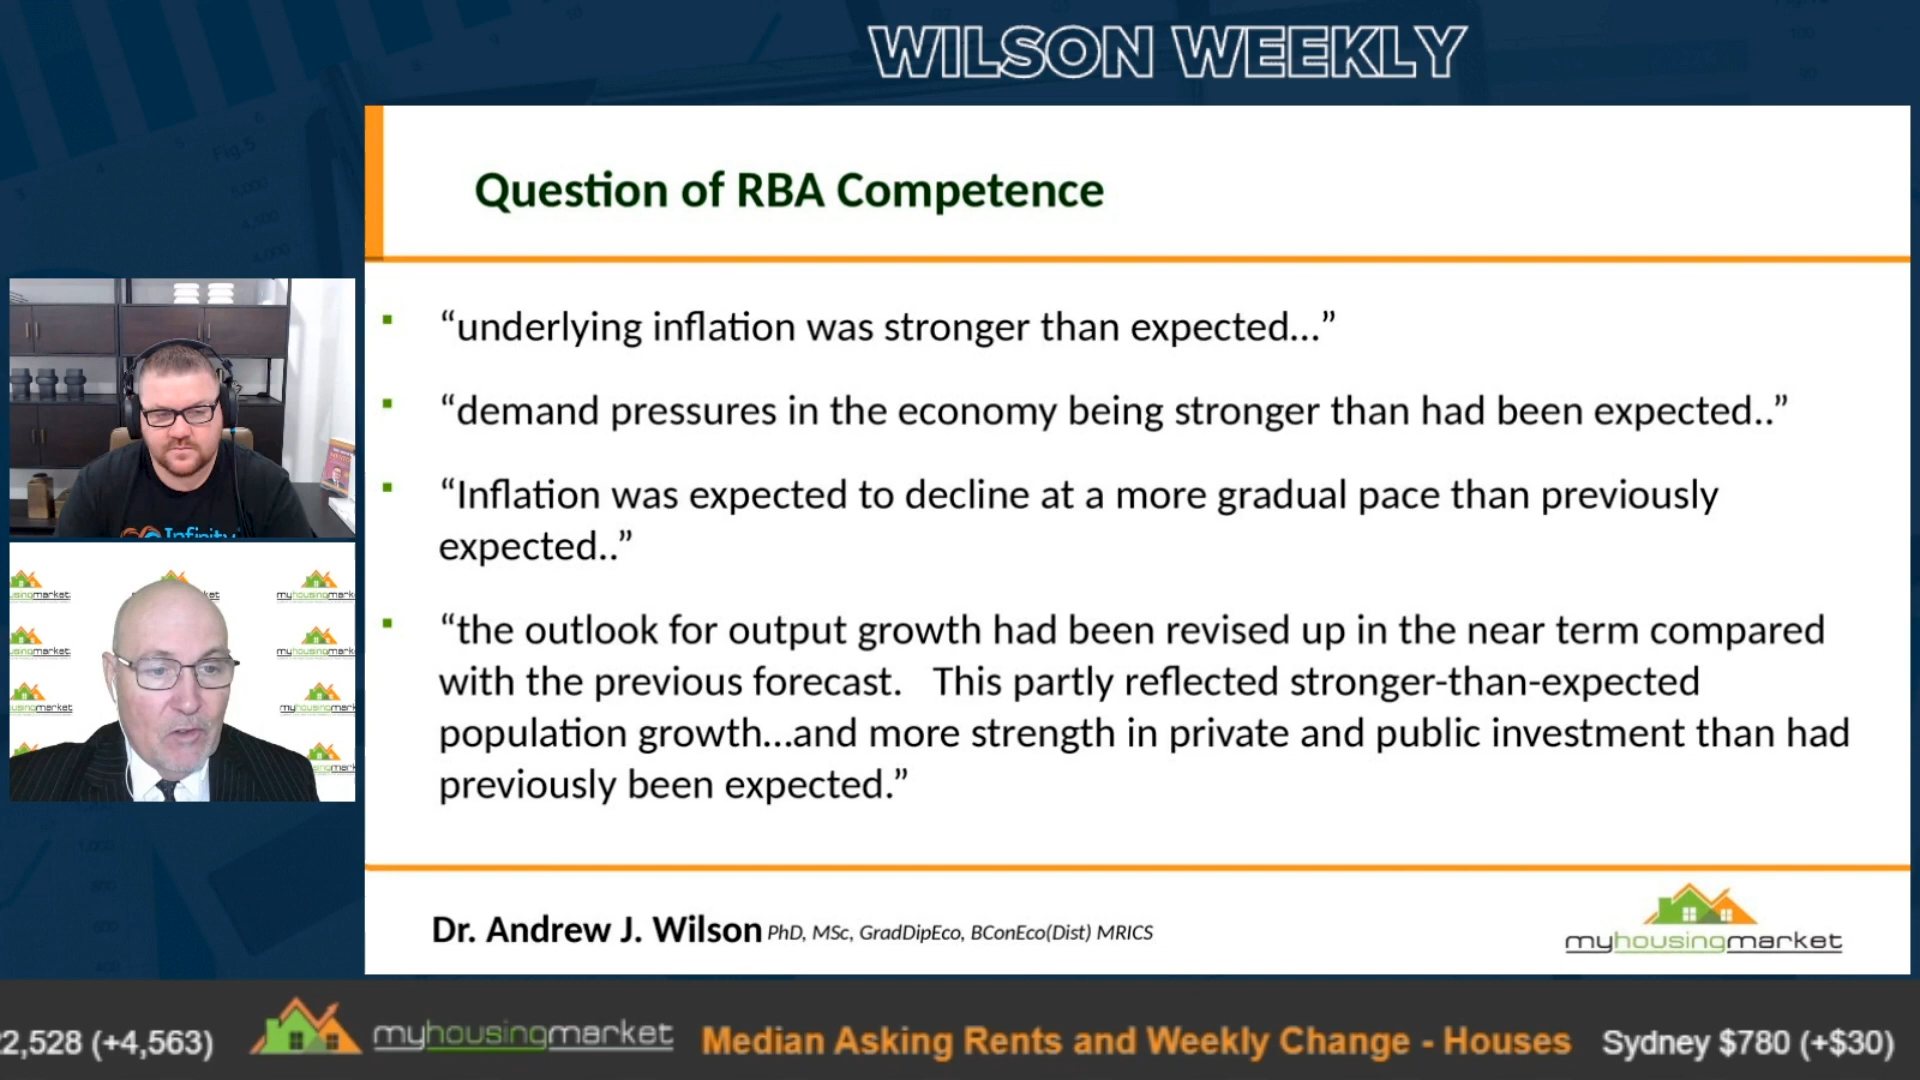 WILSON WEEKLY
Question of RBA Competence
“underlying inflation was stronger than expected...”
“demand pressures in the economy being stronger than had been expected..”
“Inflation was expected to decline at a more gradual pace than previously
expected..”
“the outlook for output growth had been revised up in the near term compared
with the previous forecast. This partly reflected stronger-than-expected
population growth...and more strength in private and public investment than had
previously been expected.”
Dr. Andrew J. Wilson PhD, MSc, GradDipEco, BConEco(Dist) MRICS
myhousingmarket
Infinity
2,528 (+4,563)
myhousingmarket
Median Asking Rents and Weekly Change - Houses
Sydney $780 (+$30)